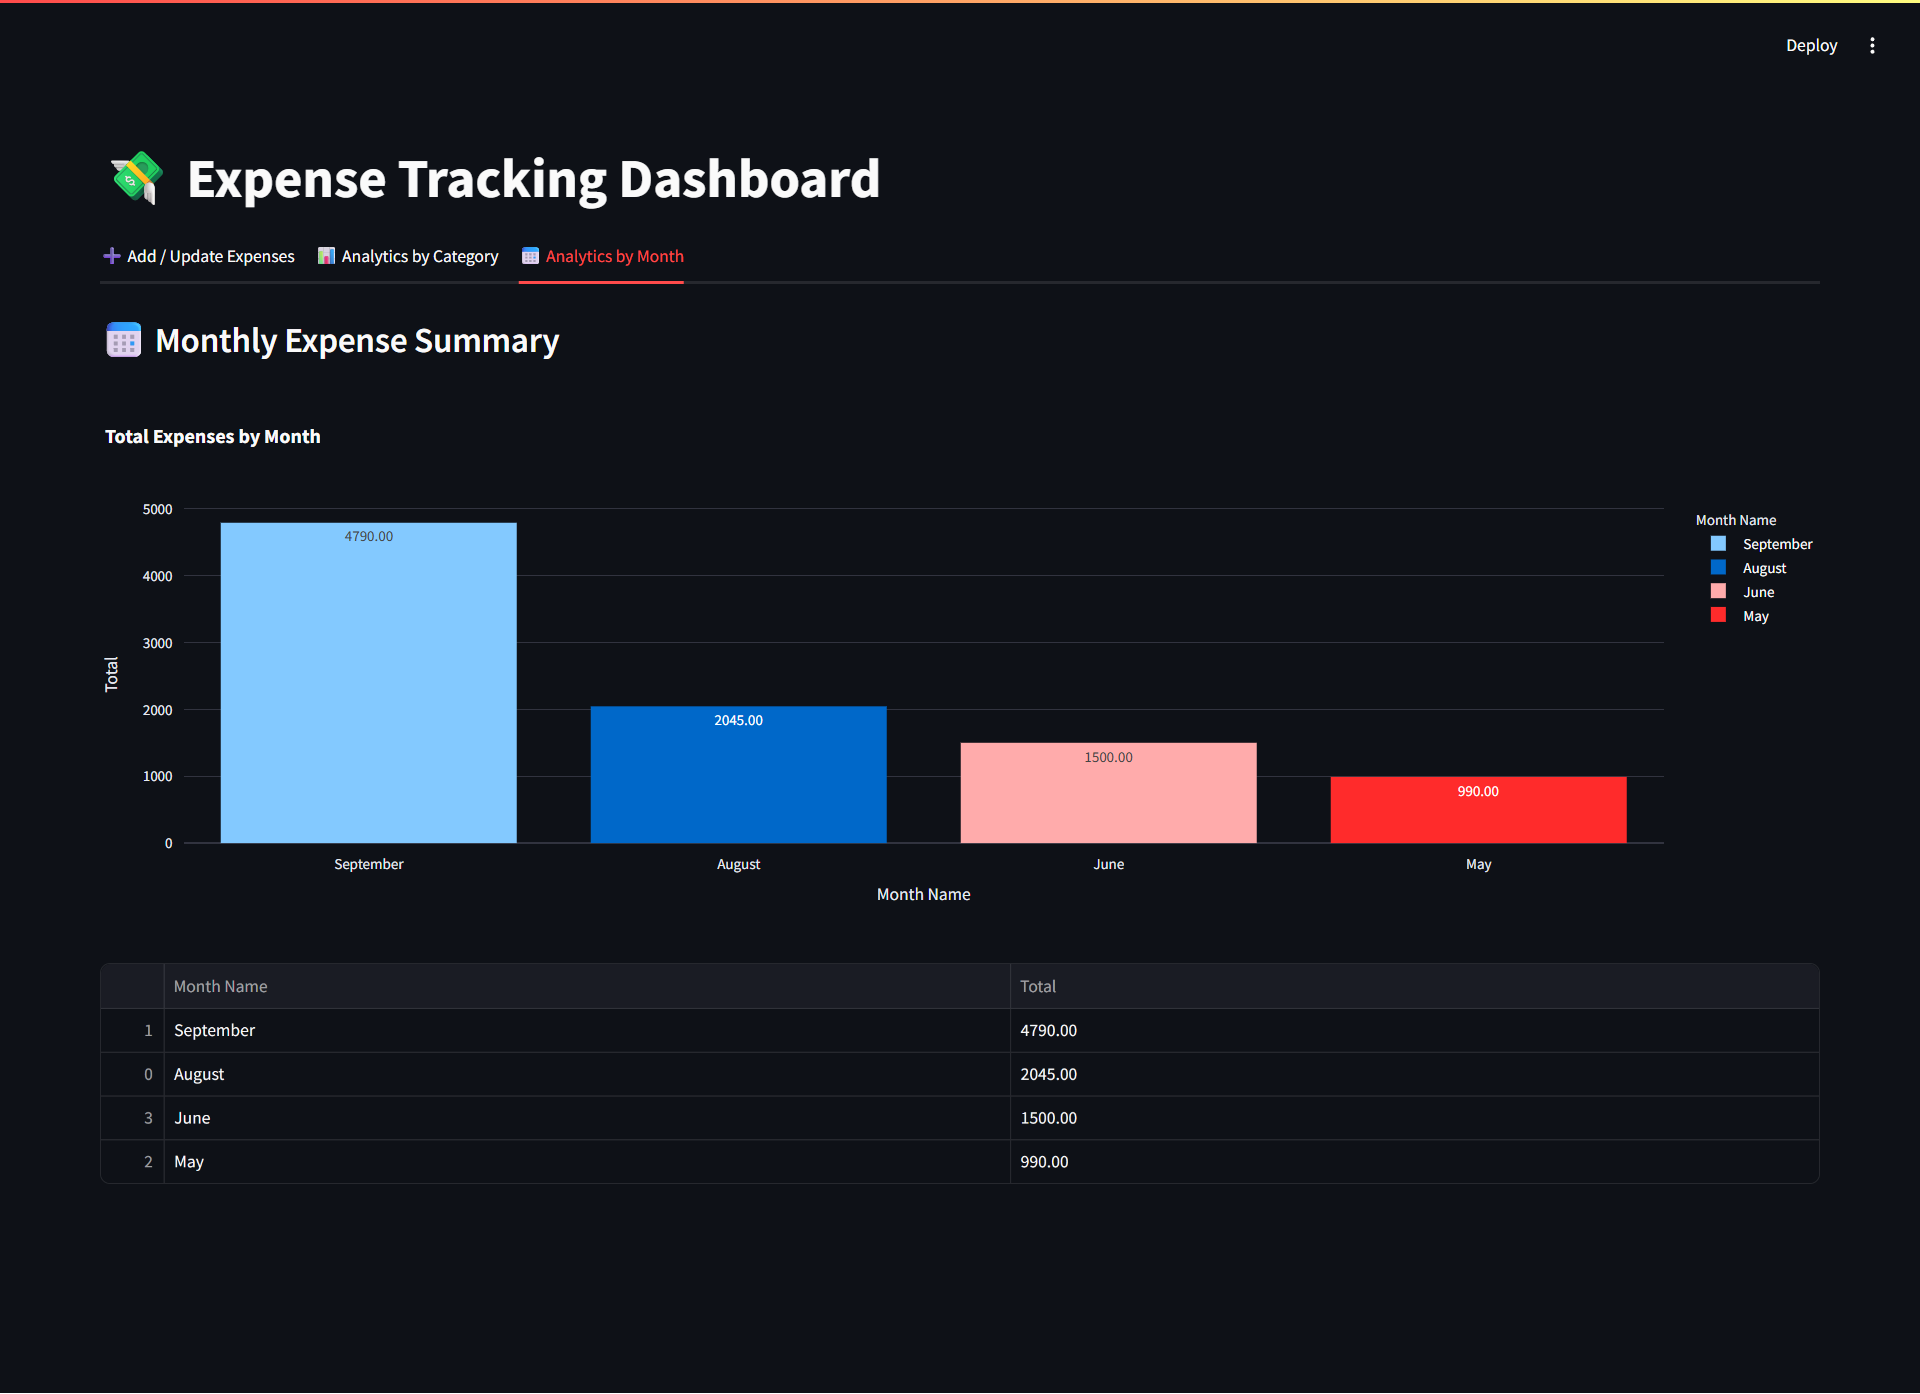 Deploy
💸 Expense Tracking Dashboard
➕ Add / Update Expenses 📊 Analytics by Category 📅 Analytics by Month
📅 Monthly Expense Summary
Total Expenses by Month
5000
4000
3000
2000
1000
0
Total
4790.00
2045.00
1500.00
990.00
September August June May
Month Name
Month Name
September
August
June
May
Month Name Total
1 September 4790.00
0 August 2045.00
3 June 1500.00
2 May 990.00